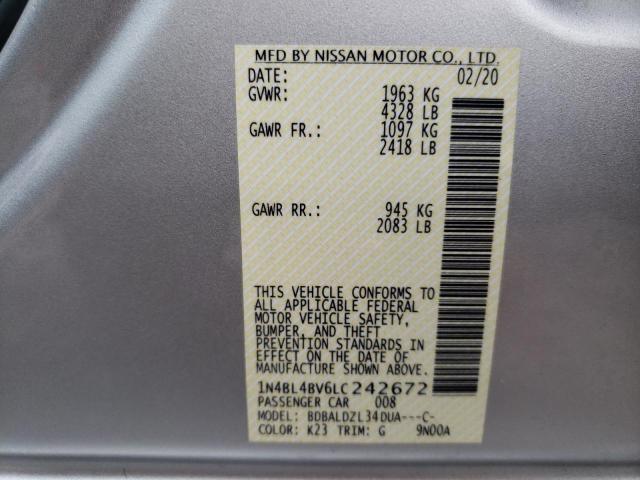 MFD BY NISSAN MOTOR CO., LTD.
DATE: 02/20
GVWR: 1963 KG
4328 LB
GAWR FR.: 1097 KG
2418 LB
GAWR RR.: 945 KG
2083 LB
THIS VEHICLE CONFORMS TO
ALL APPLICABLE FEDERAL
MOTOR VEHICLE SAFETY,
BUMPER, AND THEFT
PREVENTION STANDARDS IN
EFFECT ON THE DATE OF
MANUFACTURE SHOWN ABOVE.
1N4BL4BV6LC242672
PASSENGER CAR 008
MODEL: BDBALDZL34DUA---C-
COLOR: K23 TRIM: G 9N00A